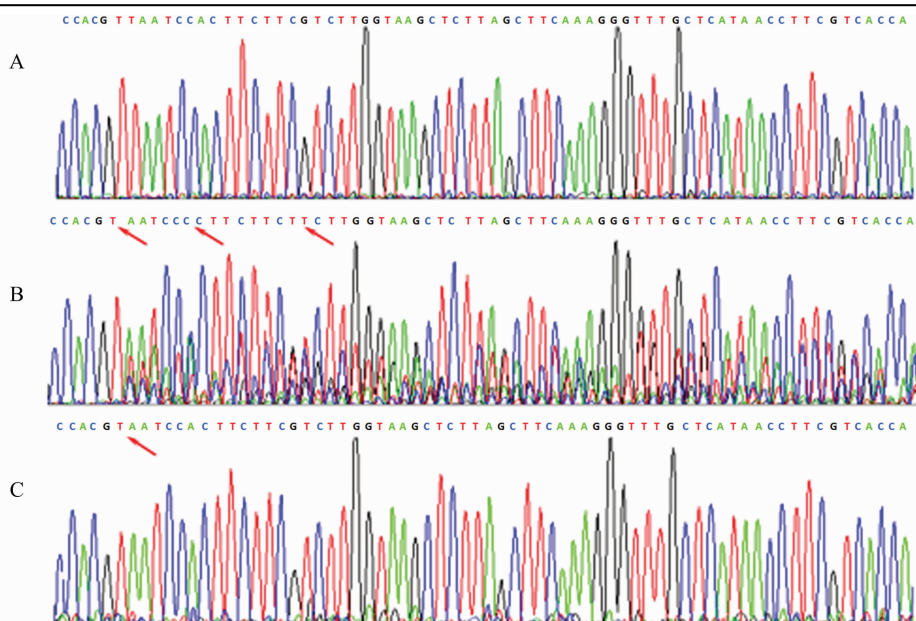 CCACGTTAATCCACTTCTTCGTCTTGGTAAGCTCTTAGCTTCAAAGGGTTTGCTCATAACCTTCGTCACCA
A
CCACGTAATCCCCTTCTTCTTCTTGGTAAGCTCTTAGCTTCAAAGGGTTTGCTCATAACCTTCGTCACCA
B
CCACGTAATCCACTTCTTCGTCTTGGTAAGCTCTTAGCTTCAAAGGGTTTGCTCATAACCTTCGTCACCA
C